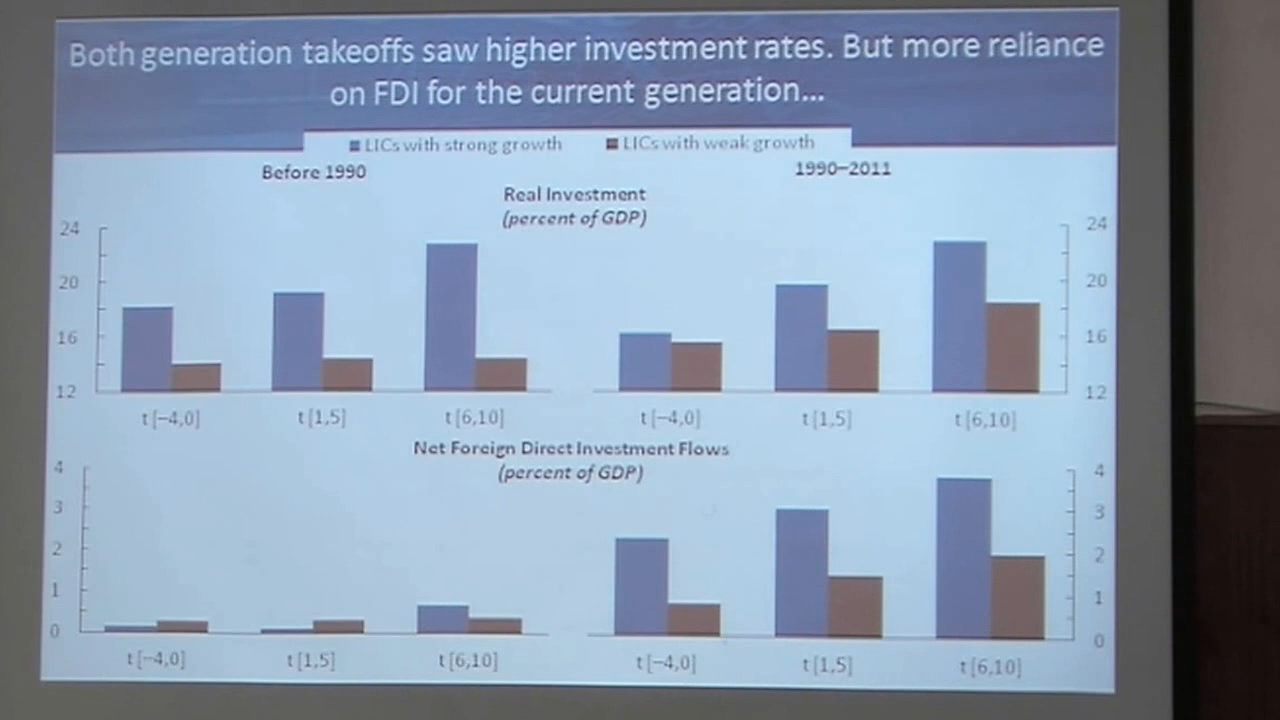 Both generation takeoffs saw higher investment rates. But more reliance
on FDI for the current generation...
LICs with strong growth LICs with weak growth
Before 1990 1990–2011
Real Investment
(percent of GDP)
24 24
20 20
16 16
12 12
t[−4,0] t[1,5] t[6,10] t[−4,0] t[1,5] t[6,10]
Net Foreign Direct Investment Flows
(percent of GDP)
4 4
3 3
2 2
1 1
0 0
t[−4,0] t[1,5] t[6,10] t[−4,0] t[1,5] t[6,10]